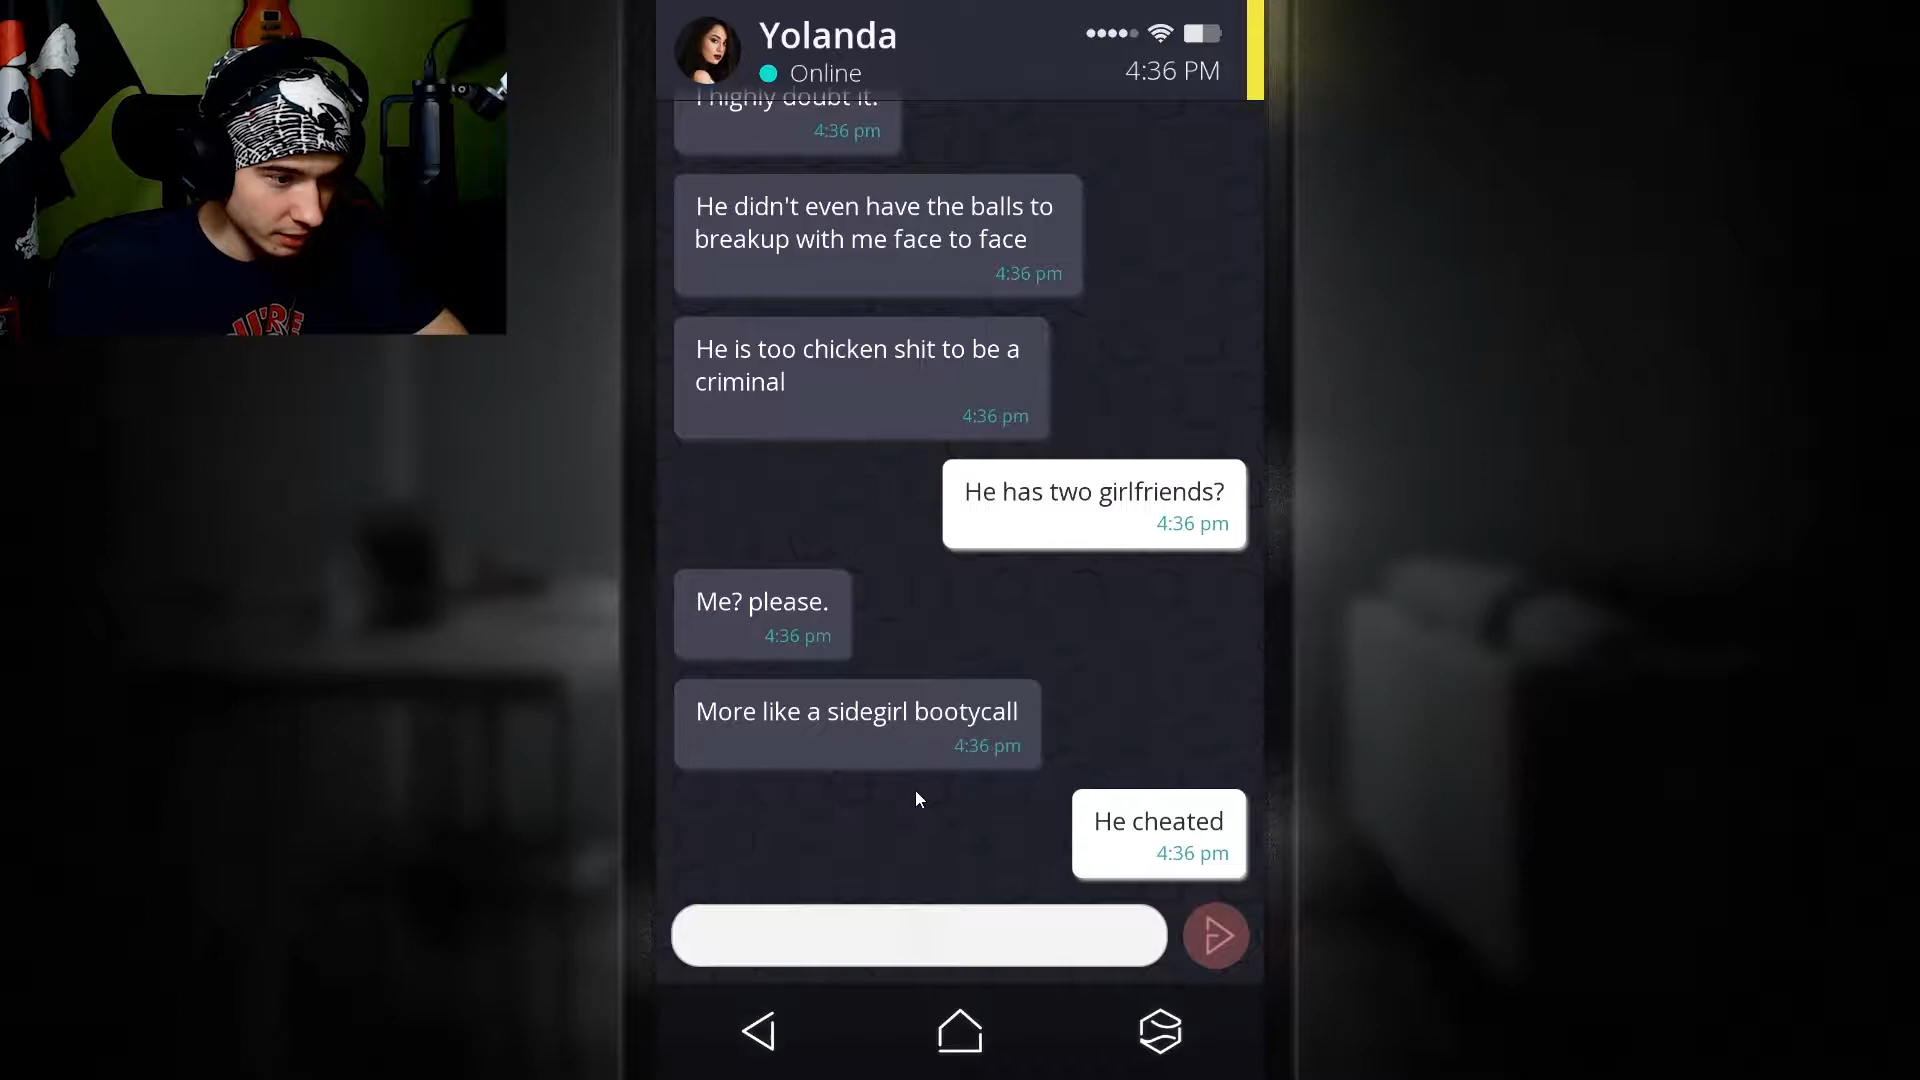 Yolanda
Online
4:36 PM
I highly doubt it.
4:36 pm
He didn't even have the balls to
breakup with me face to face
4:36 pm
He is too chicken shit to be a
criminal
4:36 pm
He has two girlfriends?
4:36 pm
Me? please.
4:36 pm
More like a sidegirl bootycall
4:36 pm
He cheated
4:36 pm